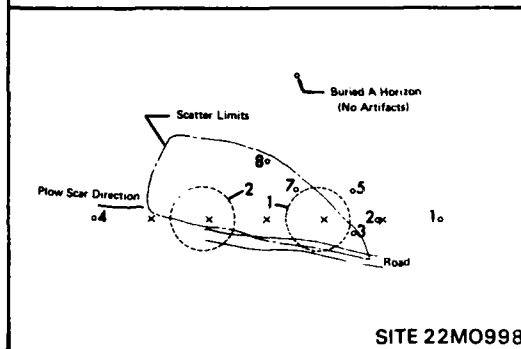 Buried A Horizon
(No Artifacts)
Scatter Limits
8
7
2
1
5
Plow Scar Direction
4
2
1
3
Road
SITE 22MO998